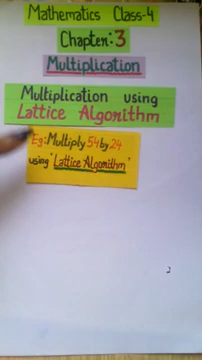 Mathematics Class-4
Chapter:3
Multiplication
Multiplication using
Lattice Algorithm
Eg:Multiply 54 by 24
using 'Lattice Algorithm'